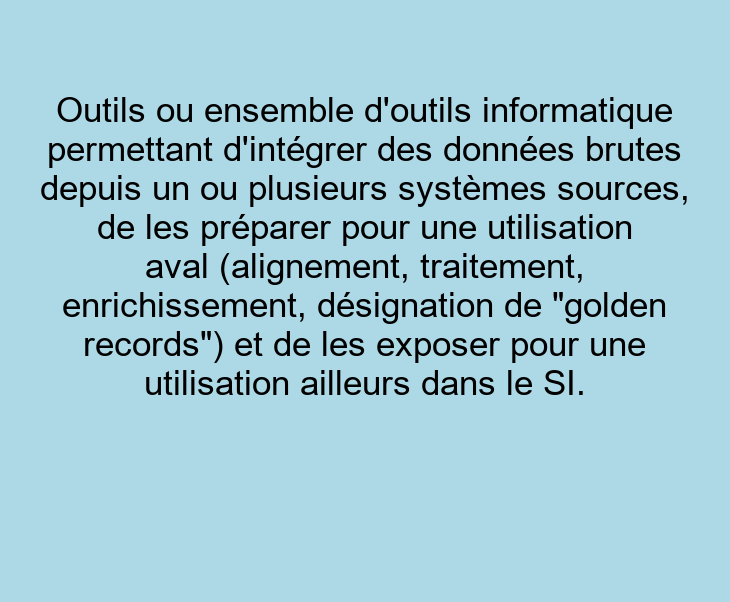 Outils ou ensemble d'outils informatique
permettant d'intégrer des données brutes
depuis un ou plusieurs systèmes sources,
de les préparer pour une utilisation
aval (alignement, traitement,
enrichissement, désignation de "golden
records") et de les exposer pour une
utilisation ailleurs dans le SI.